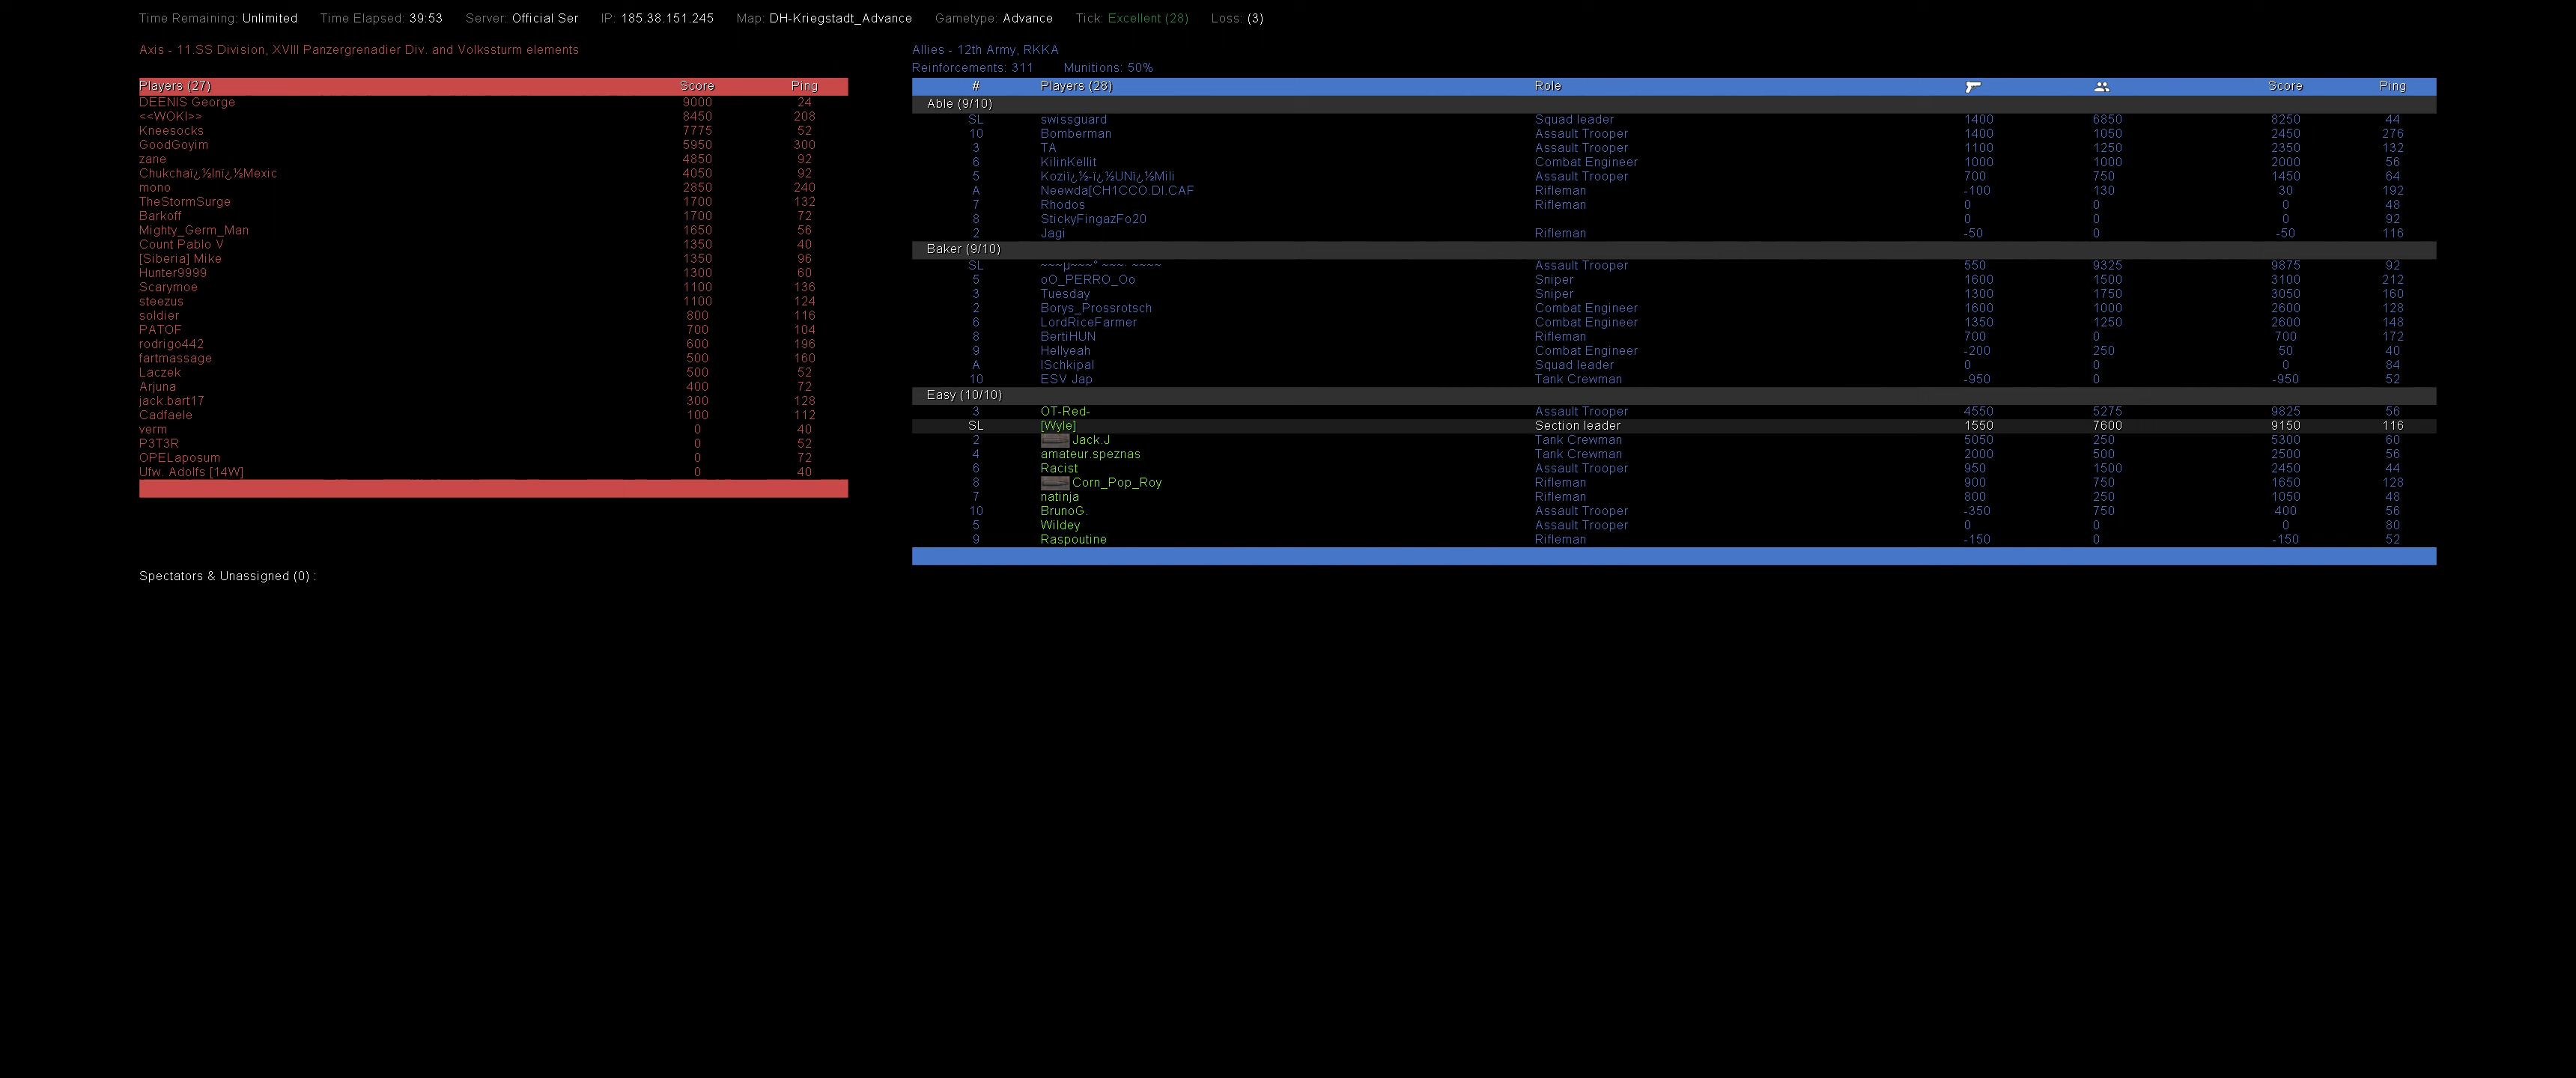 Time Remaining: Unlimited Time Elapsed: 39:53 Server: Official Ser IP: 185.38.151.245 Map: DH-Kriegstadt_Advance Gametype: Advance Tick: Excellent (28) Loss: (3)
Axis - 11.SS Division, XVIII Panzergrenadier Div. and Volkssturm elements
Players (27) Score Ping
DEENIS George 9000 24
<<WOKI>> 8450 208
Kneesocks 7775 52
GoodGoyim 5950 300
zane 4850 92
Chukchaï¿½Inï¿½Mexic 4050 92
mono 2850 240
TheStormSurge 1700 132
Barkoff 1700 72
Mighty_Germ_Man 1650 56
Count Pablo V 1350 40
[Siberia] Mike 1350 96
Hunter9999 1300 60
Scarymoe 1100 136
steezus 1100 124
soldier 800 116
PATOF 700 104
rodrigo442 600 196
fartmassage 500 160
Laczek 500 52
Arjuna 400 72
jack.bart17 300 128
Cadfaele 100 112
verm 0 40
P3T3R 0 52
OPELaposum 0 72
Ufw. Adolfs [14W] 0 40
Spectators & Unassigned (0) :
Allies - 12th Army, RKKA
Reinforcements: 311 Munitions: 50%
# Players (28) Role Score Ping
Able (9/10)
SL swissguard Squad leader 1400 6850 8250 44
10 Bomberman Assault Trooper 1400 1050 2450 276
3 TA Assault Trooper 1100 1250 2350 132
6 KilinKellit Combat Engineer 1000 1000 2000 56
5 Koziï¿½-ï¿½UNï¿½Mili Assault Trooper 700 750 1450 64
A Neewda[CH1CCO.DI.CAF Rifleman -100 130 30 192
7 Rhodos Rifleman 0 0 0 48
8 StickyFingazFo20 0 0 0 92
2 Jagi Rifleman -50 0 -50 116
Baker (9/10)
SL ~~~µ~~~° ~~~· ~~~~ Assault Trooper 550 9325 9875 92
5 oO_PERRO_Oo Sniper 1600 1500 3100 212
3 Tuesday Sniper 1300 1750 3050 160
2 Borys_Prossrotsch Combat Engineer 1600 1000 2600 128
6 LordRiceFarmer Combat Engineer 1350 1250 2600 148
8 BertiHUN Rifleman 700 0 700 172
9 Hellyeah Combat Engineer -200 250 50 40
A ISchkipal Squad leader 0 0 0 84
10 ESV Jap Tank Crewman -950 0 -950 52
Easy (10/10)
3 OT-Red- Assault Trooper 4550 5275 9825 56
SL [Wyle] Section leader 1550 7600 9150 116
2 Jack.J Tank Crewman 5050 250 5300 60
4 amateur.speznas Tank Crewman 2000 500 2500 56
6 Racist Assault Trooper 950 1500 2450 44
8 Corn_Pop_Roy Rifleman 900 750 1650 128
7 natinja Rifleman 800 250 1050 48
10 BrunoG. Assault Trooper -350 750 400 56
5 Wildey Assault Trooper 0 0 0 80
9 Raspoutine Rifleman -150 0 -150 52